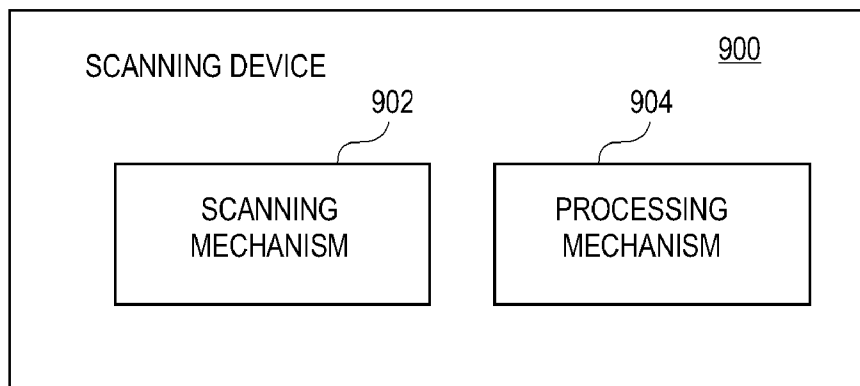 900
SCANNING DEVICE
902
904
SCANNING
MECHANISM
PROCESSING
MECHANISM